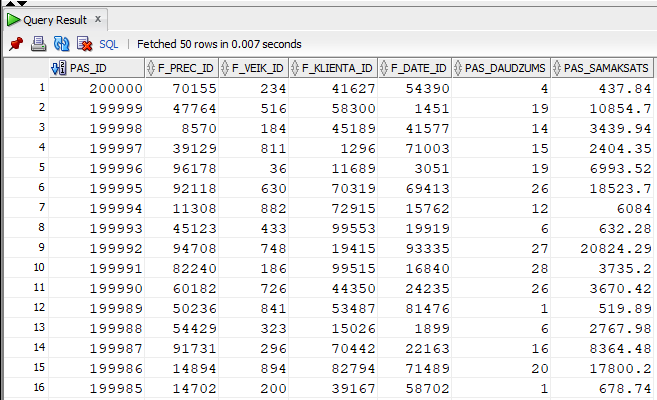 Query Result ×
SQL | Fetched 50 rows in 0.007 seconds
PAS_ID F_PREC_ID F_VEIK_ID F_KLIENTA_ID F_DATE_ID PAS_DAUDZUMS PAS_SAMAKSATS
1 200000 70155 234 41627 54390 4 437.84
2 199999 47764 516 58300 1451 19 10854.7
3 199998 8570 184 45189 41577 14 3439.94
4 199997 39129 811 1296 71003 15 2404.35
5 199996 96178 36 11689 3051 19 6993.52
6 199995 92118 630 70319 69413 26 18523.7
7 199994 11308 882 72915 15762 12 6084
8 199993 45123 433 99553 19919 6 632.28
9 199992 94708 748 19415 93335 27 20824.29
10 199991 82240 186 99515 16840 28 3735.2
11 199990 60182 726 44350 24235 26 3670.42
12 199989 50236 841 53487 81476 1 519.89
13 199988 54429 323 15026 1899 6 2767.98
14 199987 91731 296 70442 22163 16 8364.48
15 199986 14894 894 82794 71489 20 17800.2
16 199985 14702 200 39167 58702 1 678.74